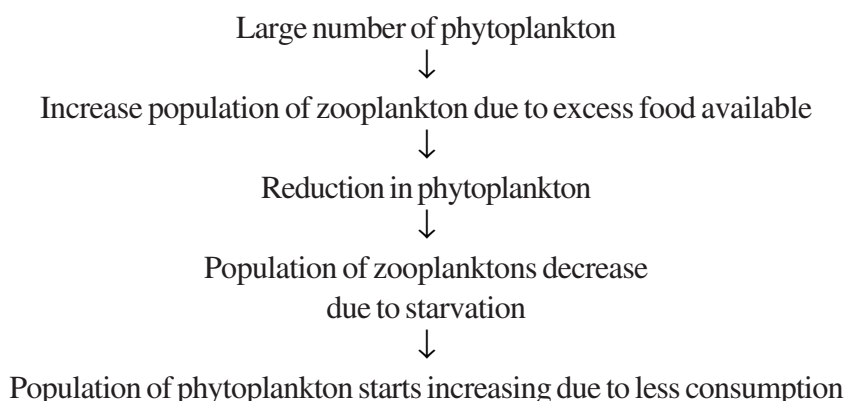 Large number of phytoplankton
↓
Increase population of zooplankton due to excess food available
↓
Reduction in phytoplankton
↓
Population of zooplanktons decrease
due to starvation
↓
Population of phytoplankton starts increasing due to less consumption